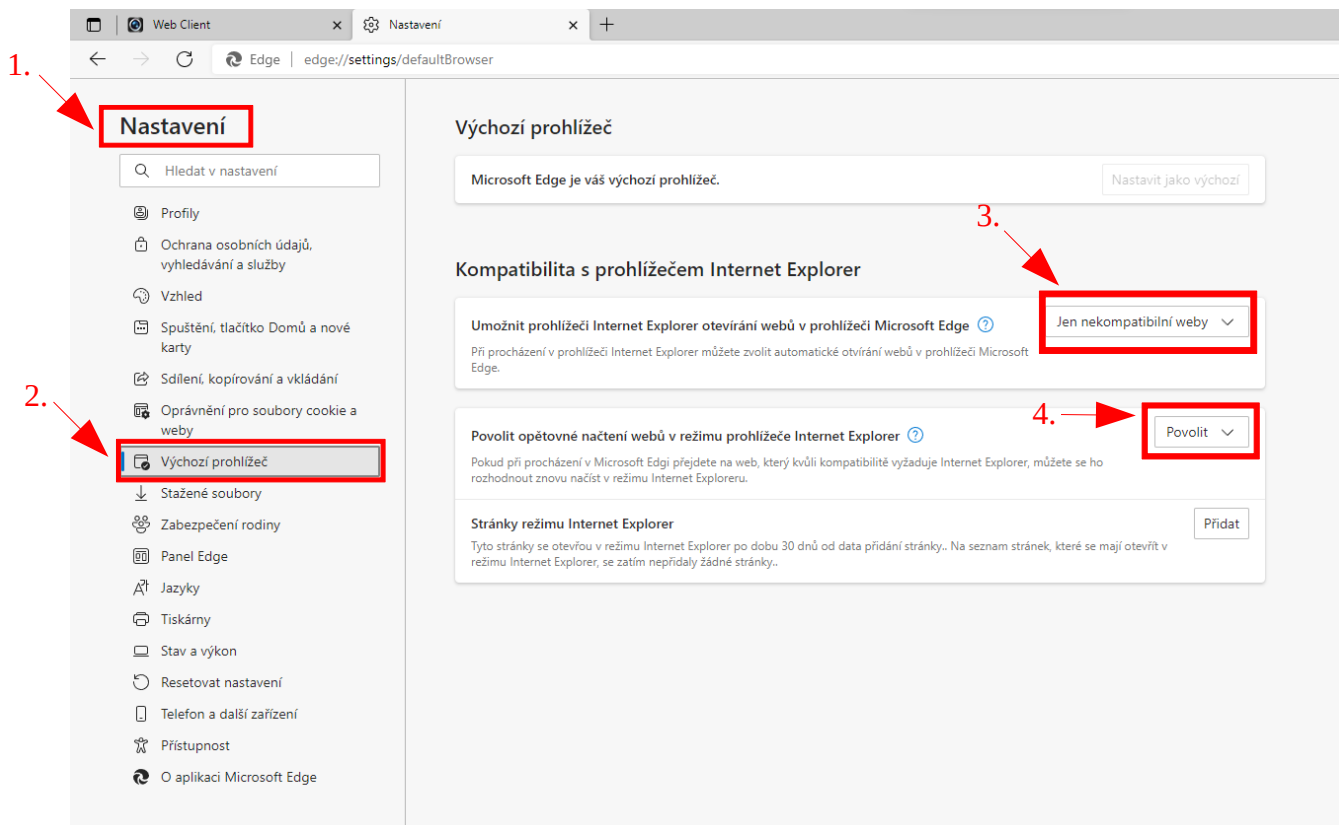 Web Client
Nastavení
Edge | edge://settings/defaultBrowser
1.
Nastavení
Hledat v nastavení
Profily
Ochrana osobních údajů,
vyhledávání a služby
Vzhled
Spuštění, tlačítko Domů a nové
karty
Sdílení, kopírování a vkládání
2.
Oprávnění pro soubory cookie a
weby
Výchozí prohlížeč
Stažené soubory
Zabezpečení rodiny
Panel Edge
Jazyky
Tiskárny
Stav a výkon
Resetovat nastavení
Telefon a další zařízení
Přístupnost
O aplikaci Microsoft Edge
Výchozí prohlížeč
Microsoft Edge je váš výchozí prohlížeč.
Nastavit jako výchozí
3.
Kompatibilita s prohlížečem Internet Explorer
Umožnit prohlížeči Internet Explorer otevírání webů v prohlížeči Microsoft Edge
Jen nekompatibilní weby
Při procházení v prohlížeči Internet Explorer můžete zvolit automatické otvírání webů v prohlížeči Microsoft
Edge.
4.
Povolit opětovné načtení webů v režimu prohlížeče Internet Explorer
Povolit
Pokud při procházení v Microsoft Edgi přejdete na web, který kvůli kompatibilitě vyžaduje Internet Explorer, můžete se ho
rozhodnout znovu načíst v režimu Internet Exploreru.
Stránky režimu Internet Explorer
Přidat
Tyto stránky se otevřou v režimu Internet Explorer po dobu 30 dnů od data přidání stránky.. Na seznam stránek, které se mají otevřít v
režimu Internet Explorer, se zatím nepřidaly žádné stránky..